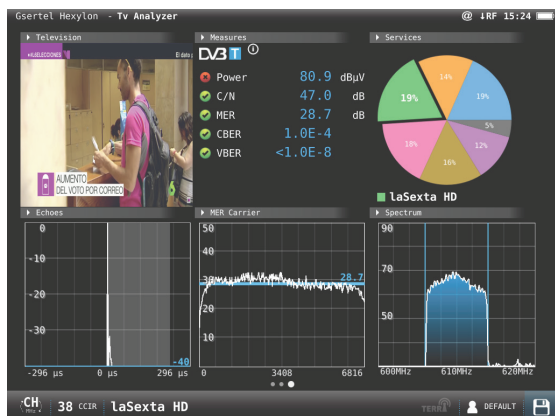 Gsertel Hexylon - Tv Analyzer
@ ↓RF 15:24
Television
#L6ELECCIONES
El dato
AUMENTO
DEL VOTO POR CORREO
Measures
DVB T i
Power 80.9 dBµV
C/N 47.0 dB
MER 28.7 dB
CBER 1.0E-4
VBER <1.0E-8
Services
14%
19%
19%
5%
18%
12%
16%
laSexta HD
Echoes
0
-10
-20
-30
-40
-296 µs 0 µs 296 µs
MER Carrier
50
40
30
28.7
20
10
0 3408 6816
Spectrum
90
70
50
600MHz 610MHz 620MHz
CH
MHz
38 CCIR laSexta HD
TERRA
DEFAULT